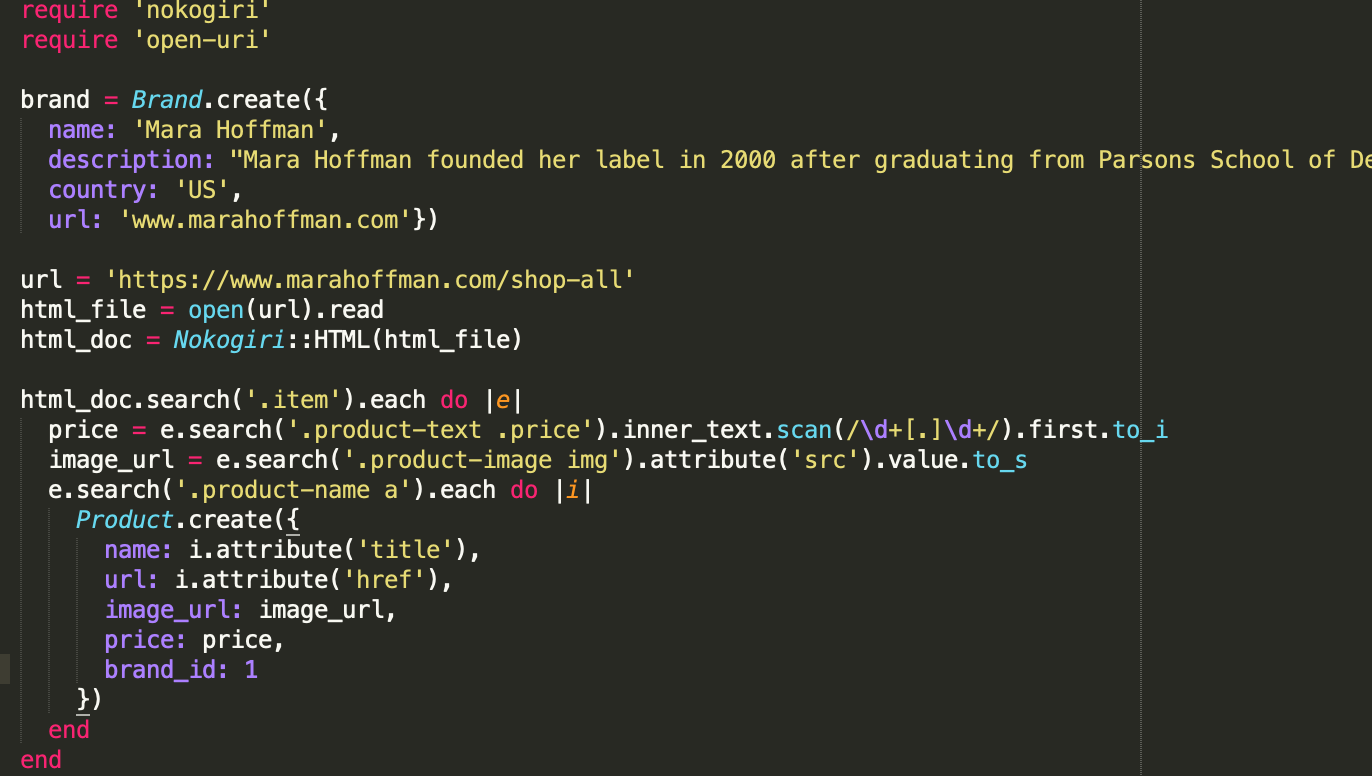 require 'nokogiri'
require 'open-uri'
brand = Brand.create({
name: 'Mara Hoffman',
description: "Mara Hoffman founded her label in 2000 after graduating from Parsons School of De
country: 'US',
url: 'www.marahoffman.com'})
url = 'https://www.marahoffman.com/shop-all'
html_file = open(url).read
html_doc = Nokogiri::HTML(html_file)
html_doc.search('.item').each do |e|
price = e.search('.product-text .price').inner_text.scan(/\d+[.]\d+/).first.to_i
image_url = e.search('.product-image img').attribute('src').value.to_s
e.search('.product-name a').each do |i|
Product.create({
name: i.attribute('title'),
url: i.attribute('href'),
image_url: image_url,
price: price,
brand_id: 1
})
end
end